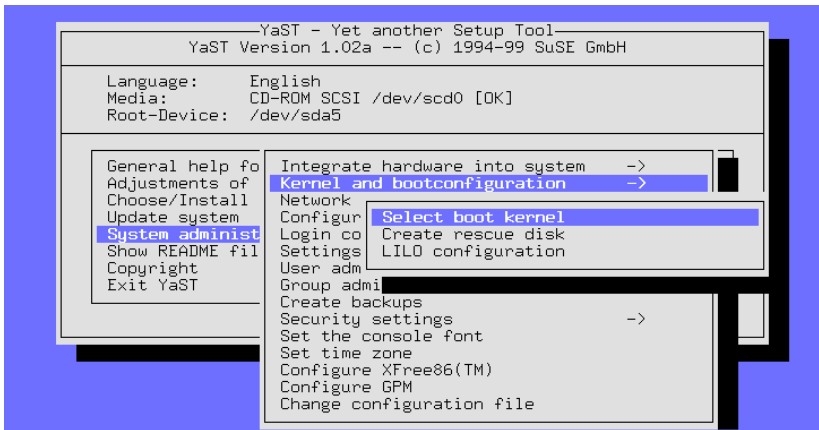 YaST - Yet another Setup Tool
YaST Version 1.02a -- (c) 1994-99 SuSE GmbH
Language: English
Media: CD-ROM SCSI /dev/scd0 [OK]
Root-Device: /dev/sda5
General help fo
Adjustments of
Choose/Install
Update system
System administ
Show README fil
Copyright
Exit YaST
Integrate hardware into system ->
Kernel and bootconfiguration ->
Network
Configur
Login co
Settings
User adm
Group admi
Create backups
Security settings ->
Set the console font
Set time zone
Configure XFree86(TM)
Configure GPM
Change configuration file
Select boot kernel
Create rescue disk
LILO configuration